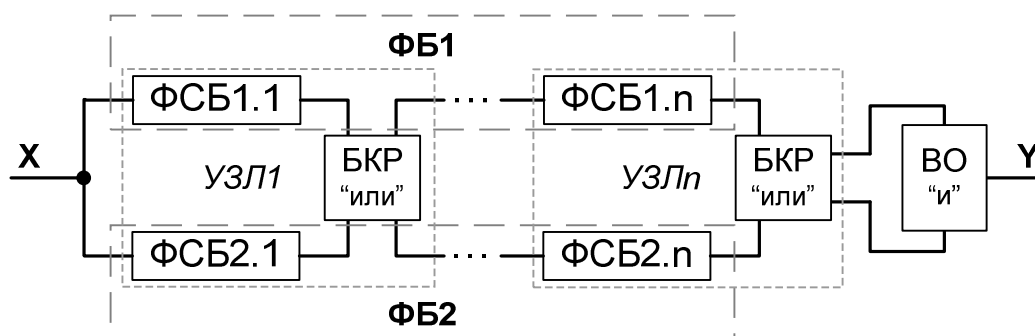 ФБ1
ФСБ1.1
...
ФСБ1.n
X
УЗЛ1
БКР
“или”
УЗЛn
БКР
“или”
ВО
“и”
Y
ФСБ2.1
...
ФСБ2.n
ФБ2